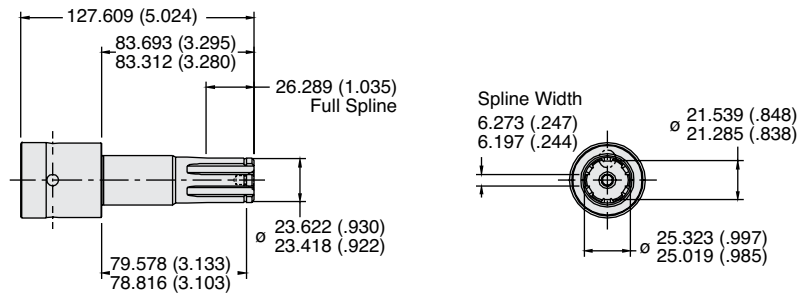 127.609 (5.024)
83.693 (3.295)
83.312 (3.280)
26.289 (1.035)
Full Spline
ø 23.622 (.930)
23.418 (.922)
79.578 (3.133)
78.816 (3.103)
Spline Width
6.273 (.247)
6.197 (.244)
ø 21.539 (.848)
21.285 (.838)
ø 25.323 (.997)
25.019 (.985)